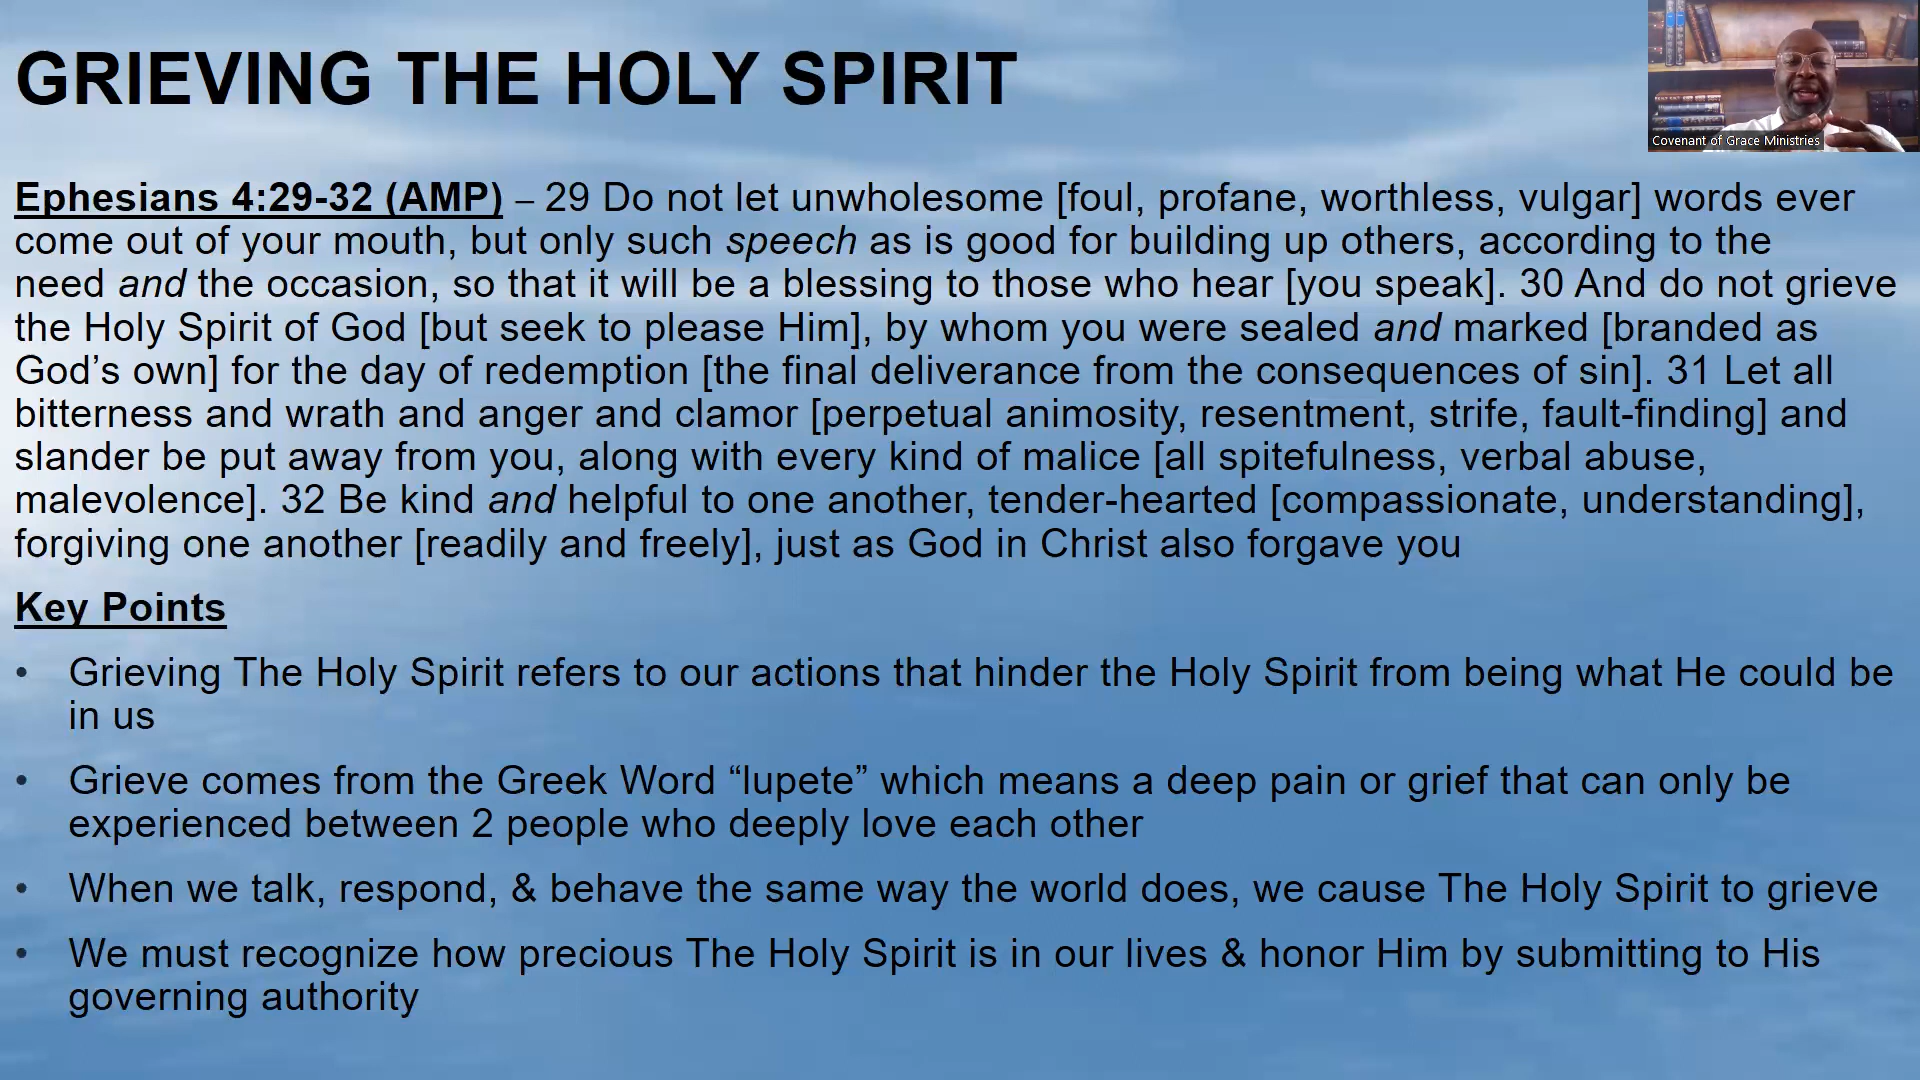 GRIEVING THE HOLY SPIRIT
Covenant of Grace Ministries
Ephesians 4:29-32 (AMP) – 29 Do not let unwholesome [foul, profane, worthless, vulgar] words ever
come out of your mouth, but only such speech as is good for building up others, according to the
need and the occasion, so that it will be a blessing to those who hear [you speak]. 30 And do not grieve
the Holy Spirit of God [but seek to please Him], by whom you were sealed and marked [branded as
God’s own] for the day of redemption [the final deliverance from the consequences of sin]. 31 Let all
bitterness and wrath and anger and clamor [perpetual animosity, resentment, strife, fault-finding] and
slander be put away from you, along with every kind of malice [all spitefulness, verbal abuse,
malevolence]. 32 Be kind and helpful to one another, tender-hearted [compassionate, understanding],
forgiving one another [readily and freely], just as God in Christ also forgave you
Key Points
• Grieving The Holy Spirit refers to our actions that hinder the Holy Spirit from being what He could be
in us
• Grieve comes from the Greek Word “lupete” which means a deep pain or grief that can only be
experienced between 2 people who deeply love each other
• When we talk, respond, & behave the same way the world does, we cause The Holy Spirit to grieve
• We must recognize how precious The Holy Spirit is in our lives & honor Him by submitting to His
governing authority